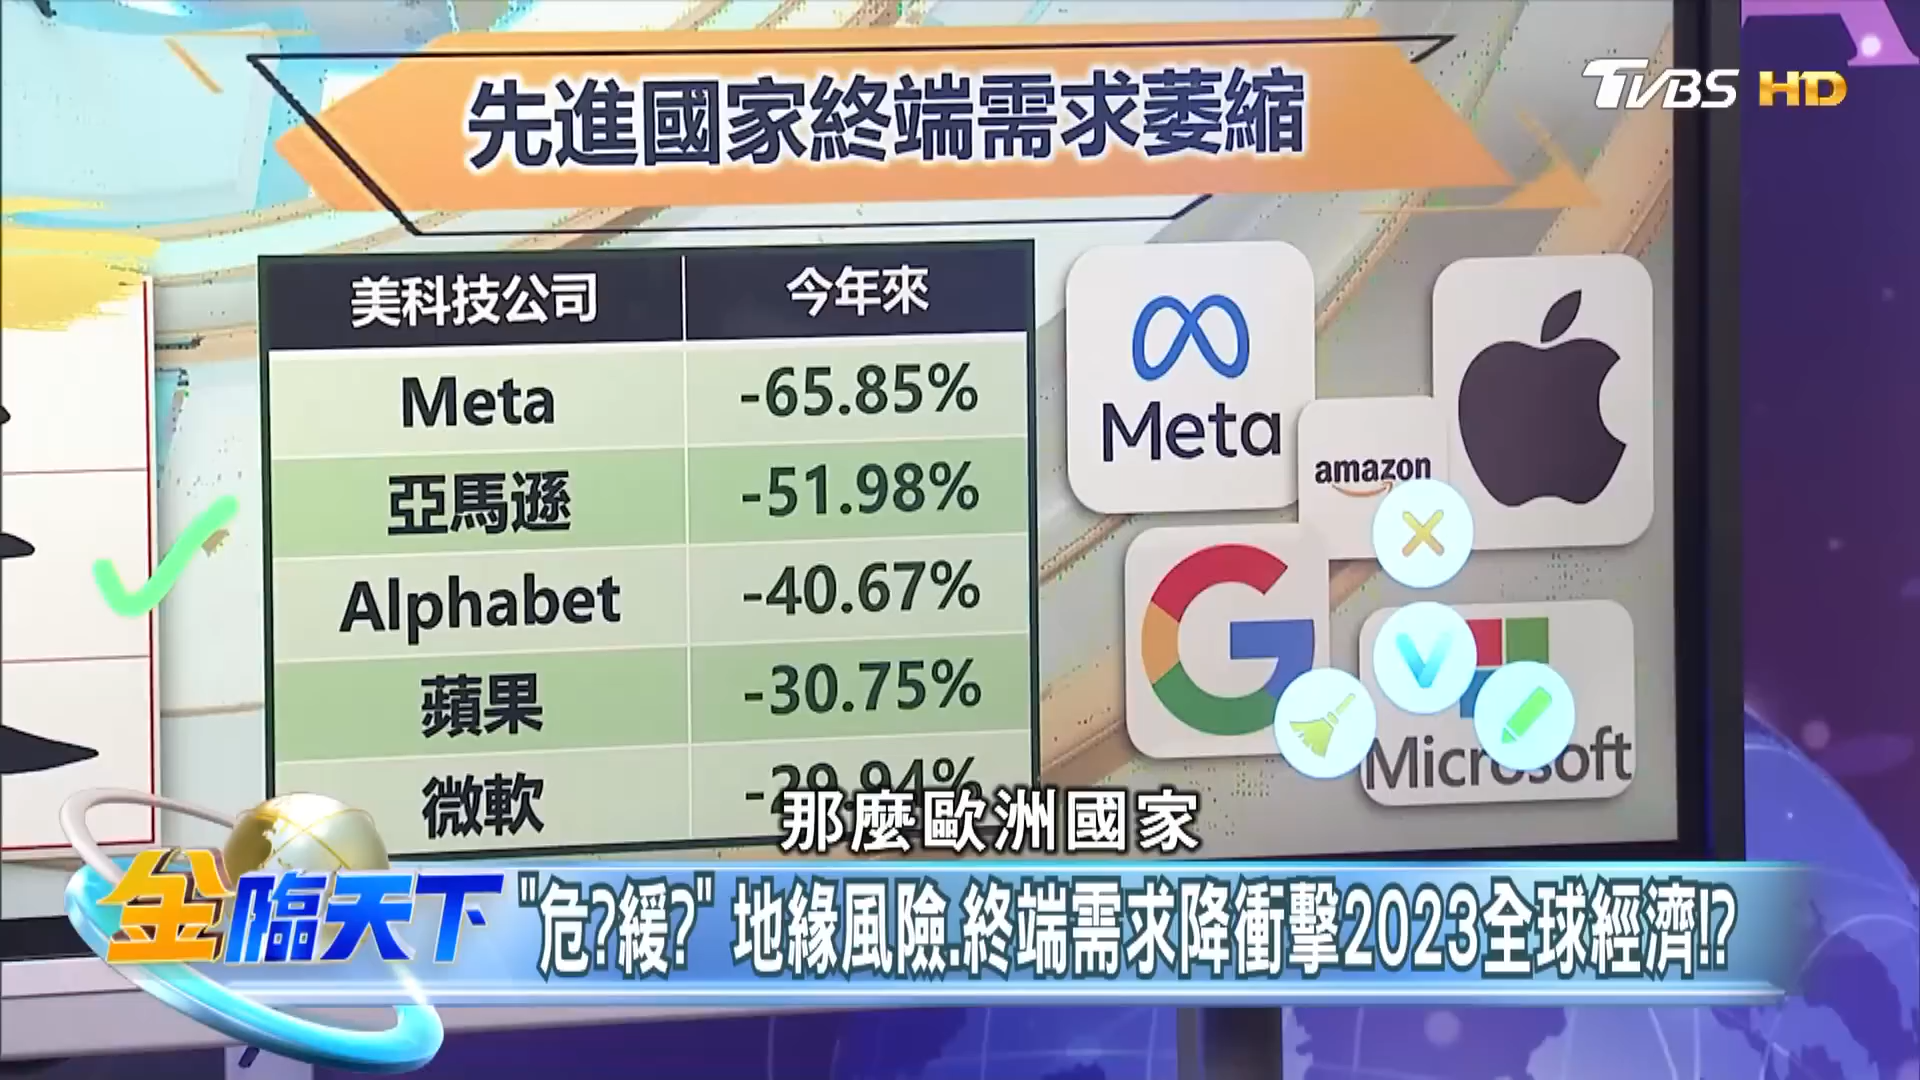 TVBS HD
先進國家終端需求萎縮
美科技公司 今年來
Meta -65.85%
亞馬遜 -51.98%
Alphabet -40.67%
蘋果 -30.75%
微軟 -29.94%
Meta
amazon
Microsoft
那麼歐洲國家
金臨天下
"危?緩?" 地緣風險.終端需求降衝擊2023全球經濟!?